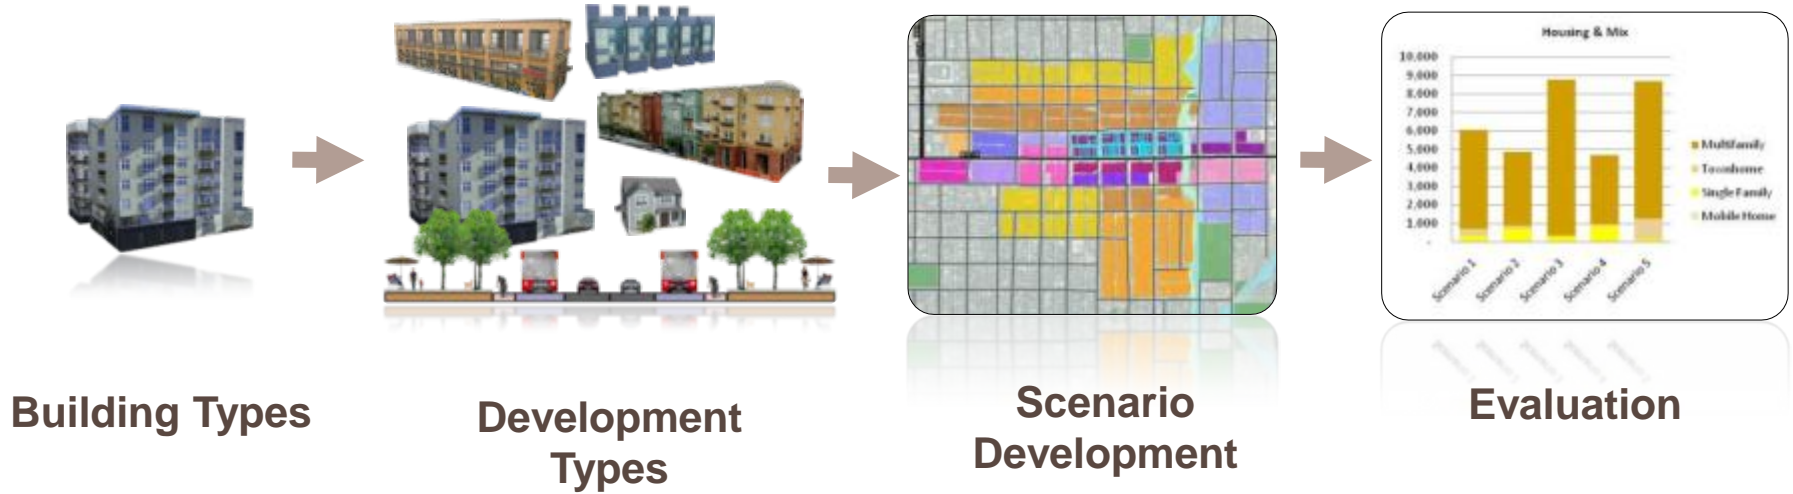 Housing & Mix
10,000
9,000
8,000
7,000
6,000
5,000
4,000
3,000
2,000
1,000
-
Scenario 1
Scenario 2
Scenario 3
Scenario 4
Scenario 5
Multifamily
Townhome
Single Family
Mobile Home
Building Types
Development
Types
Scenario
Development
Evaluation